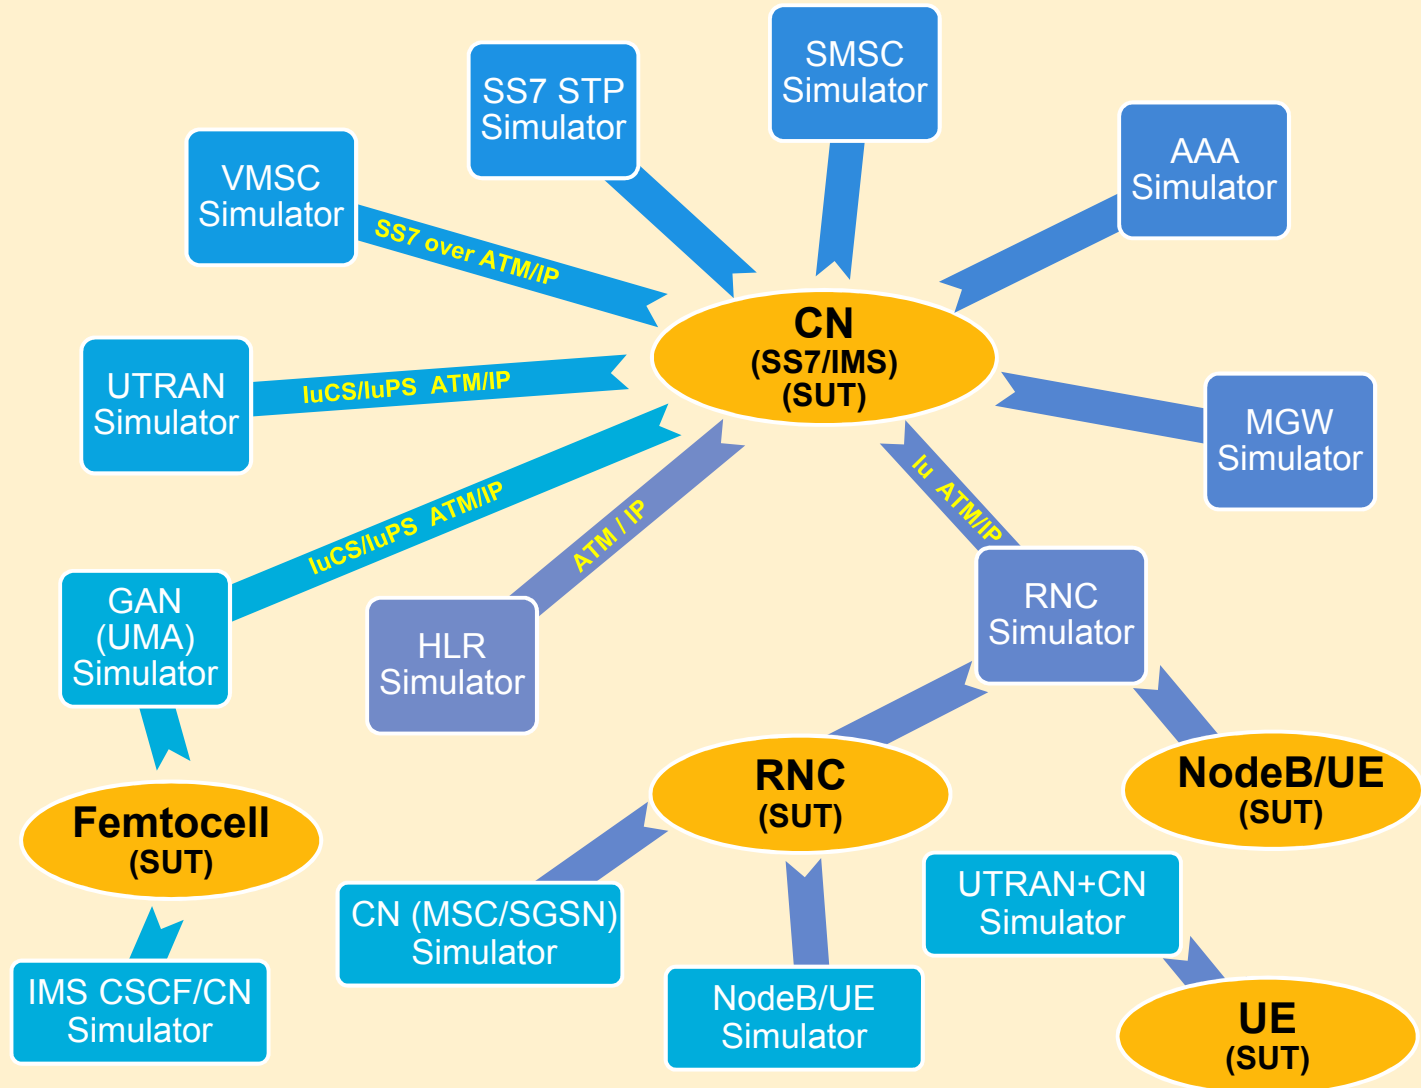 SMSC
Simulator
SS7 STP
Simulator
AAA
Simulator
VMSC
Simulator
SS7 over ATM/IP
CN
(SS7/IMS)
(SUT)
UTRAN
Simulator
IuCS/IuPS ATM/IP
MGW
Simulator
IuCS/IuPS ATM/IP
ATM / IP
Iu ATM/IP
GAN
(UMA)
Simulator
HLR
Simulator
RNC
Simulator
Femtocell
(SUT)
RNC
(SUT)
NodeB/UE
(SUT)
CN (MSC/SGSN)
Simulator
UTRAN+CN
Simulator
IMS CSCF/CN
Simulator
NodeB/UE
Simulator
UE
(SUT)